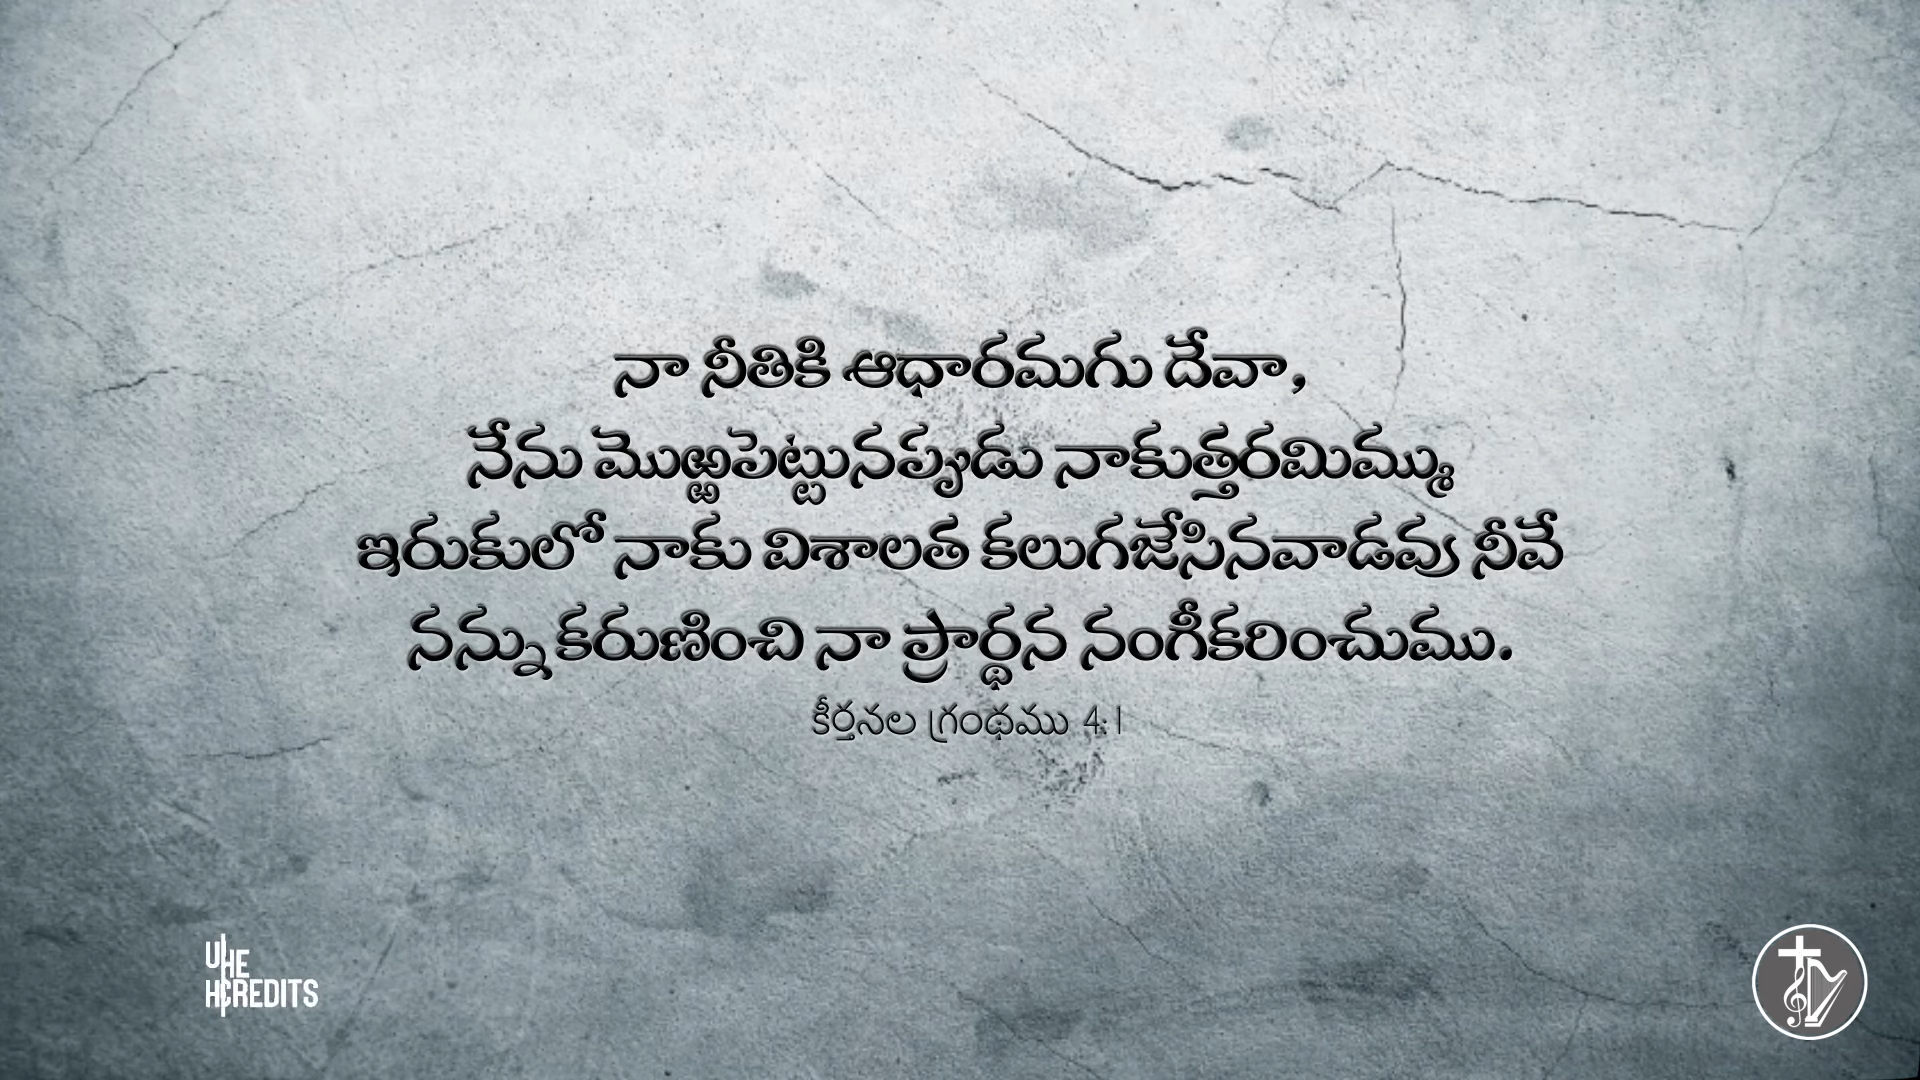 నా నీతికి ఆధారమగు దేవా,
నేను మొఱ్ఱపెట్టునప్పుడు నాకుత్తరమిమ్ము
ఇరుకులో నాకు విశాలత కలుగజేసినవాడవు నీవే
నన్ను కరుణించి నా ప్రార్థన నంగీకరించుము.
కీర్తనల గ్రంథము 4:1
CREDITS